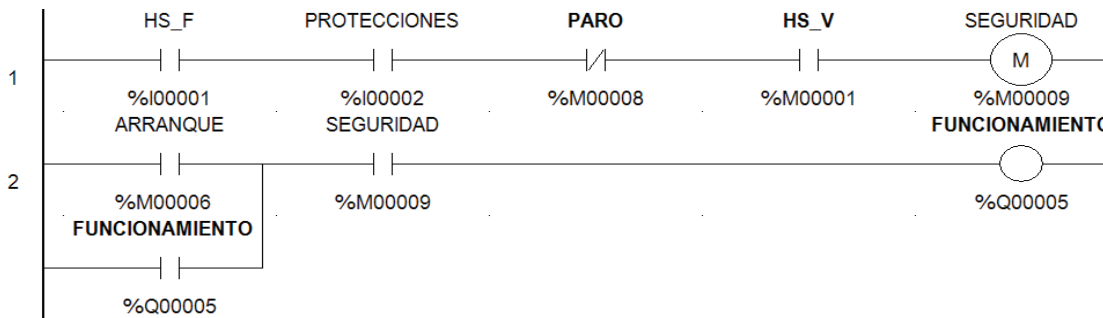 HS_F PROTECCIONES PARO HS_V SEGURIDAD
1 M
%I00001 %I00002 %M00008 %M00001 %M00009
ARRANQUE SEGURIDAD FUNCIONAMIENTO
2
%M00006 %M00009 %Q00005
FUNCIONAMIENTO
%Q00005